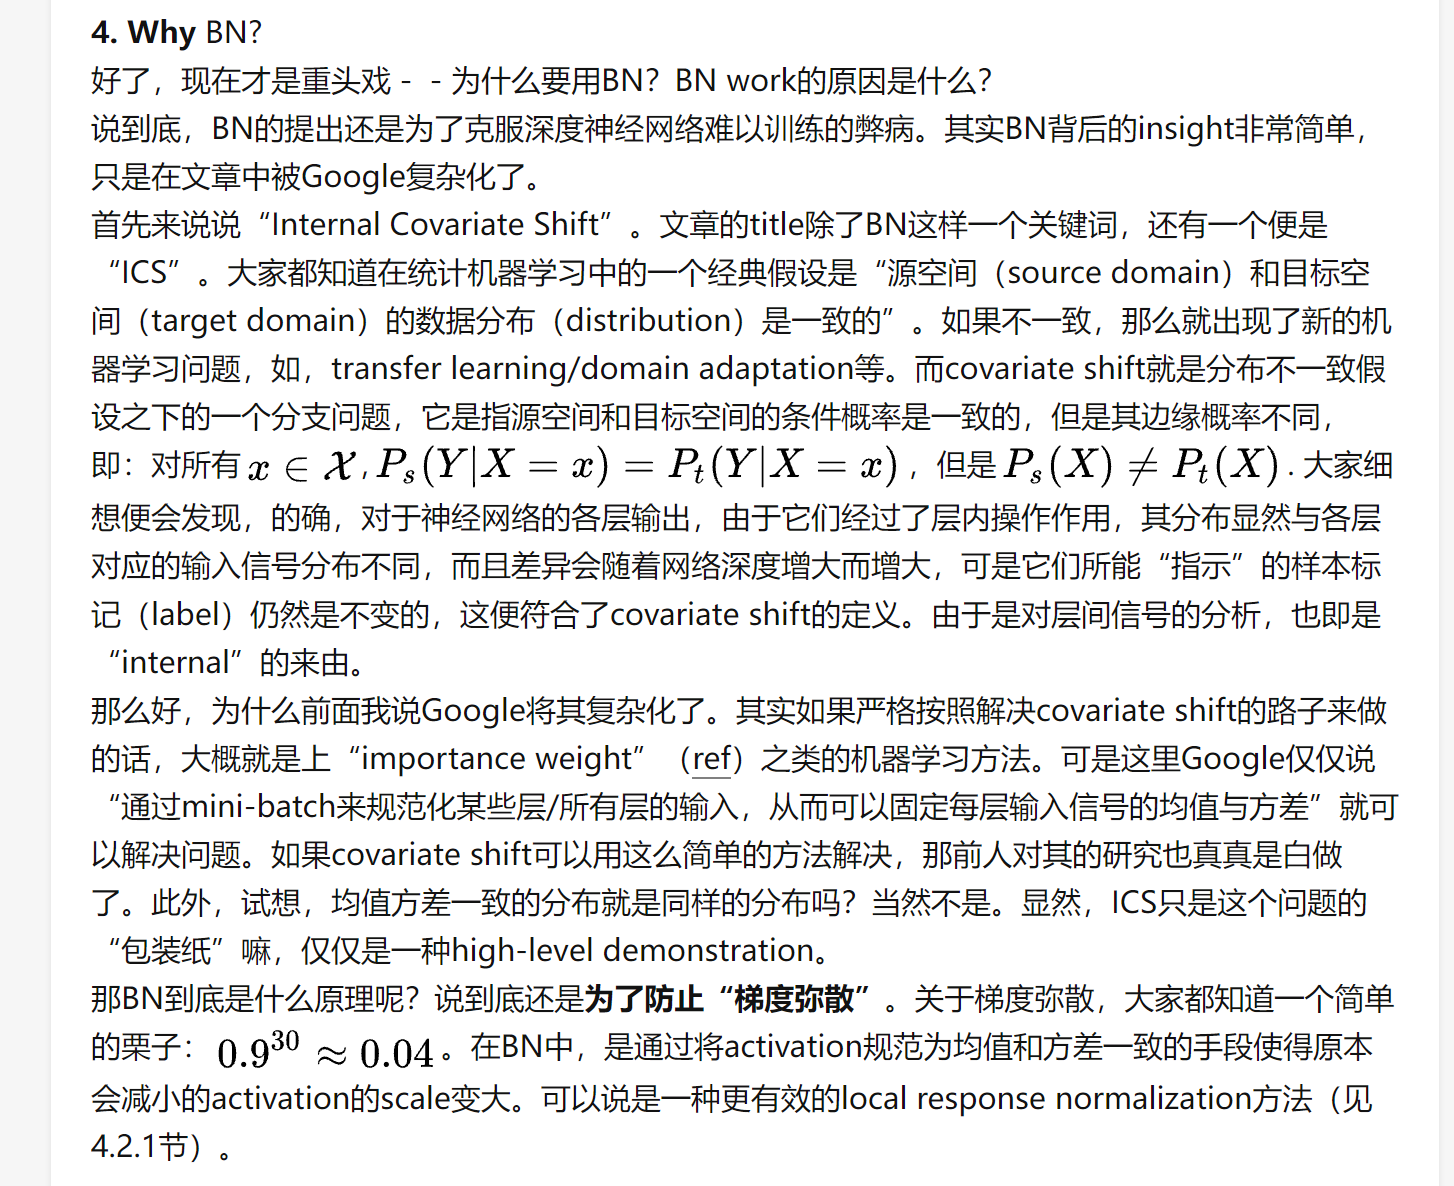 4. Why BN?
好了，现在才是重头戏－－为什么要用BN？BN work的原因是什么？
说到底，BN的提出还是为了克服深度神经网络难以训练的弊病。其实BN背后的insight非常简单，
只是在文章中被Google复杂化了。
首先来说说“Internal Covariate Shift”。文章的title除了BN这样一个关键词，还有一个便是
“ICS”。大家都知道在统计机器学习中的一个经典假设是“源空间（source domain）和目标空
间（target domain）的数据分布（distribution）是一致的”。如果不一致，那么就出现了新的机
器学习问题，如，transfer learning/domain adaptation等。而covariate shift就是分布不一致假
设之下的一个分支问题，它是指源空间和目标空间的条件概率是一致的，但是其边缘概率不同，
即：对所有 $x \in \mathcal{X}$, $P_s(Y|X=x)=P_t(Y|X=x)$，但是 $P_s(X) \neq P_t(X)$. 大家细
想便会发现，的确，对于神经网络的各层输出，由于它们经过了层内操作作用，其分布显然与各层
对应的输入信号分布不同，而且差异会随着网络深度增大而增大，可是它们所能“指示”的样本标
记（label）仍然是不变的，这便符合了covariate shift的定义。由于是对层间信号的分析，也即是
“internal”的来由。
那么好，为什么前面我说Google将其复杂化了。其实如果严格按照解决covariate shift的路子来做
的话，大概就是上“importance weight”（ref）之类的机器学习方法。可是这里Google仅仅说
“通过mini-batch来规范化某些层/所有层的输入，从而可以固定每层输入信号的均值与方差”就可
以解决问题。如果covariate shift可以用这么简单的方法解决，那前人对其的研究也真真是白做
了。此外，试想，均值方差一致的分布就是同样的分布吗？当然不是。显然，ICS只是这个问题的
“包装纸”嘛，仅仅是一种high-level demonstration。
那BN到底是什么原理呢？说到底还是为了防止“梯度弥散”。关于梯度弥散，大家都知道一个简单
的栗子： $0.9^{30} \approx 0.04$。在BN中，是通过将activation规范为均值和方差一致的手段使得原本
会减小的activation的scale变大。可以说是一种更有效的local response normalization方法（见
4.2.1节）。